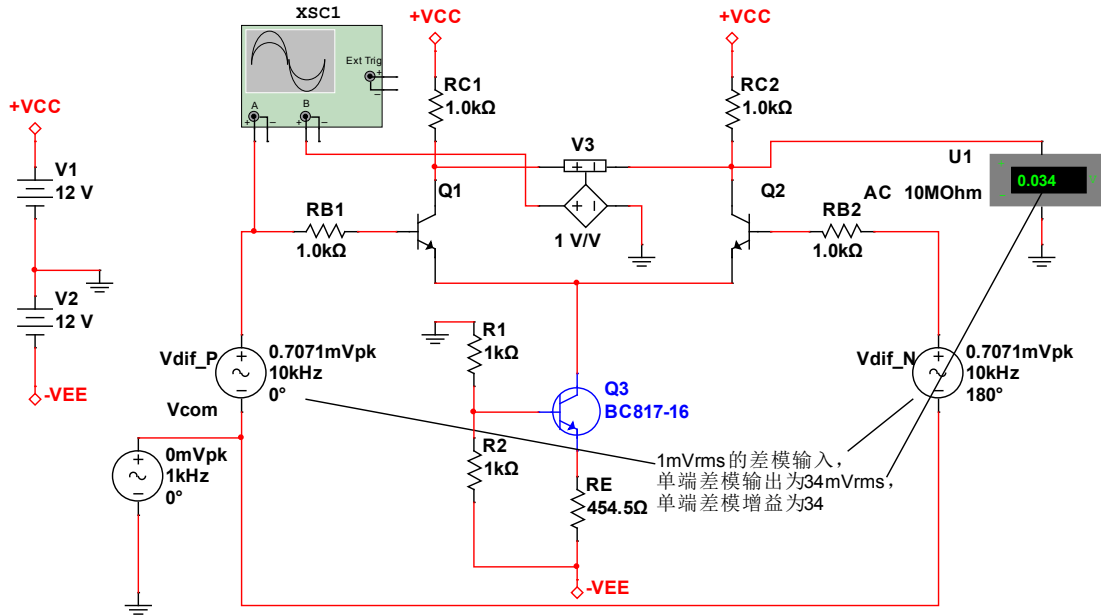 XSC1
Ext Trig
+
−
A
B
+
−
+
−
+VCC
RC1
1.0kΩ
+VCC
RC2
1.0kΩ
+VCC
V1
12 V
V2
12 V
-VEE
V3
+ −
+ −
1 V/V
Q1
Q2
U1
+
0.034
V
−
AC 10MOhm
RB1
1.0kΩ
RB2
1.0kΩ
R1
1kΩ
R2
1kΩ
Q3
BC817-16
RE
454.5Ω
-VEE
Vdif_P
+
−
0.7071mVpk
10kHz
0°
Vdif_N
+
−
0.7071mVpk
10kHz
180°
Vcom
+
−
0mVpk
1kHz
0°
1mVrms的差模输入,
单端差模输出为34mVrms,
单端差模增益为34